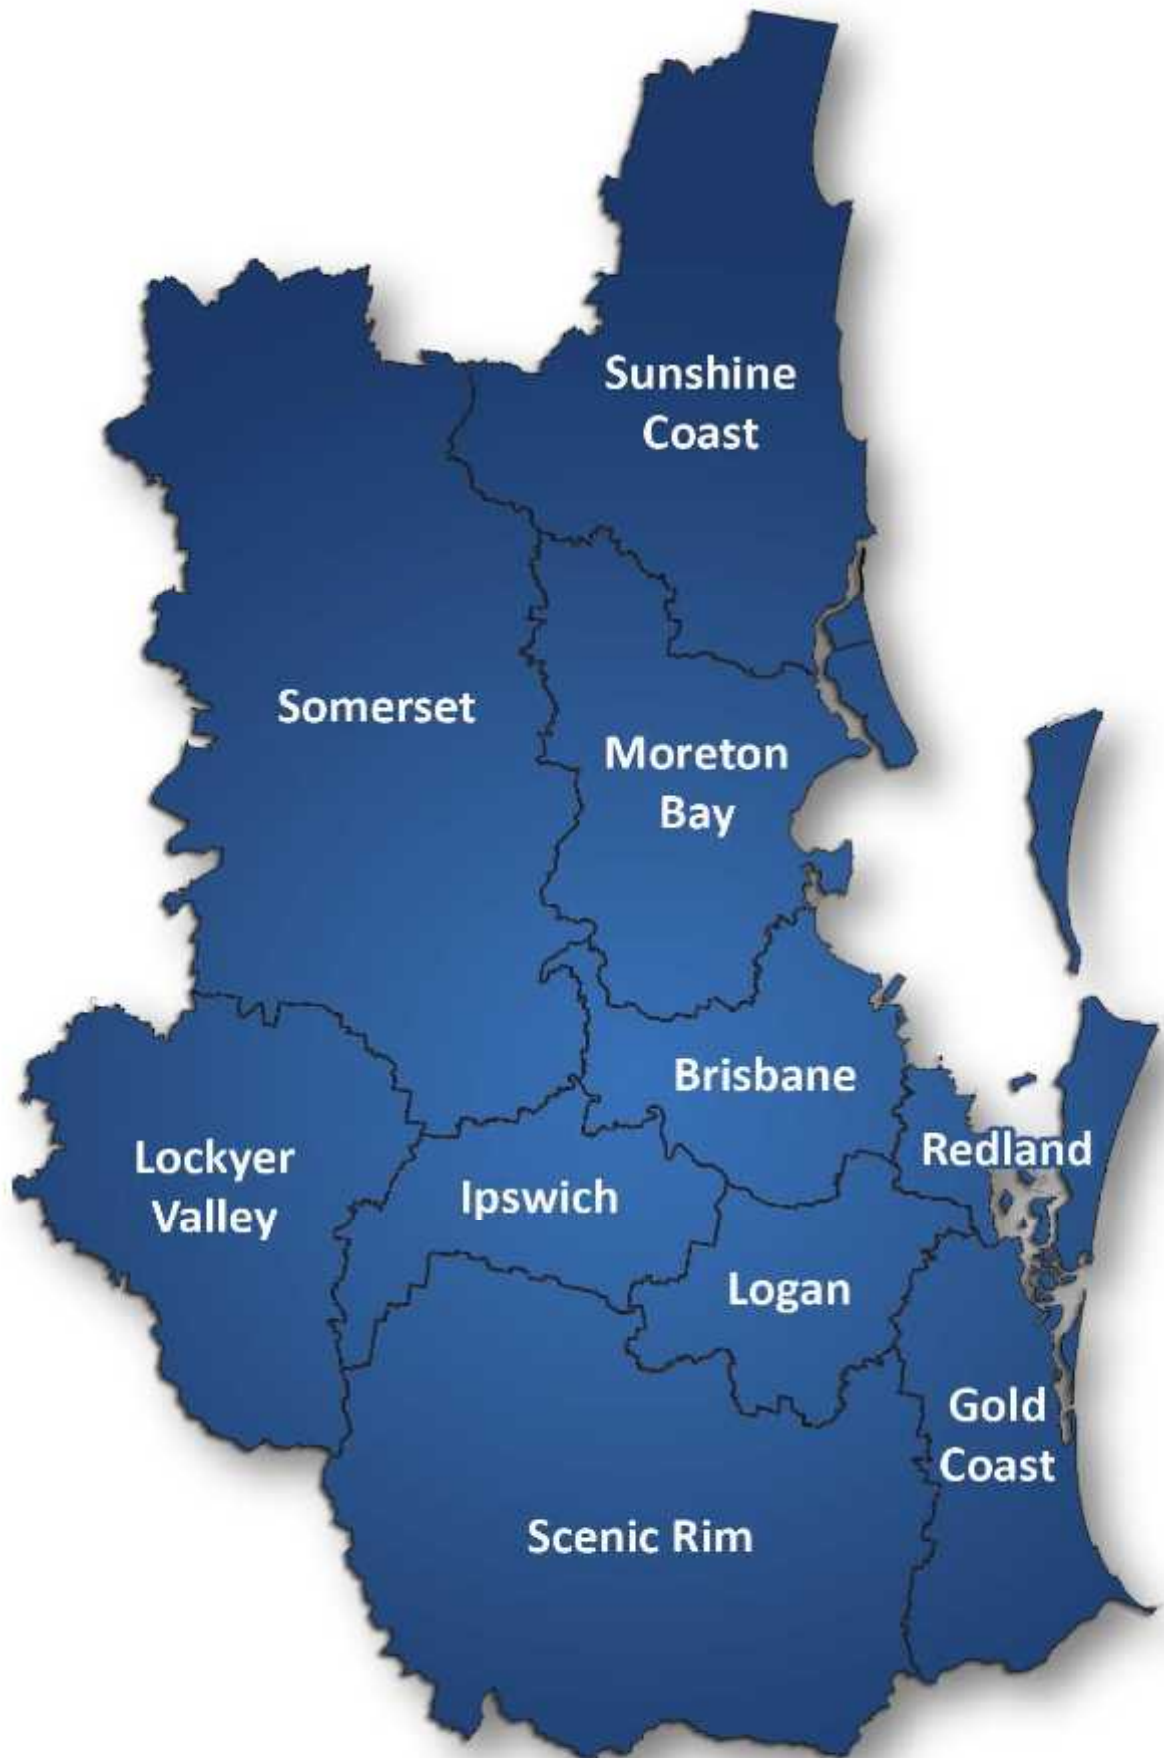 Sunshine
Coast
Somerset
Moreton
Bay
Brisbane
Redland
Lockyer
Valley
Ipswich
Logan
Gold
Coast
Scenic Rim